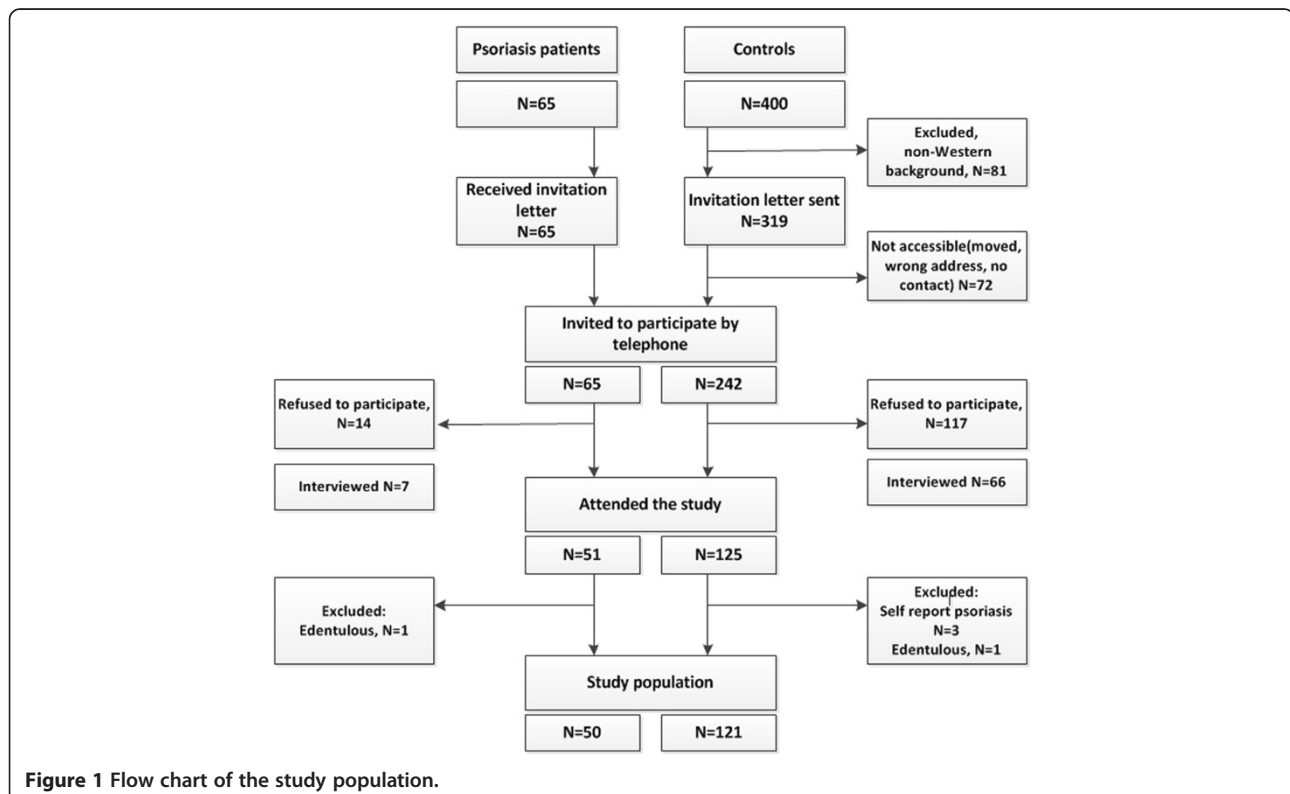 Psoriasis patients
Controls
N=65
N=400
Excluded,
non-Western
background, N=81
Received invitation
letter
N=65
Invitation letter sent
N=319
Not accessible(moved,
wrong address, no
contact) N=72
Invited to participate by
telephone
N=65
N=242
Refused to participate,
N=14
Refused to participate,
N=117
Interviewed N=7
Interviewed N=66
Attended the study
N=51
N=125
Excluded:
Edentulous, N=1
Excluded:
Self report psoriasis
N=3
Edentulous, N=1
Study population
N=50
N=121
Figure 1 Flow chart of the study population.